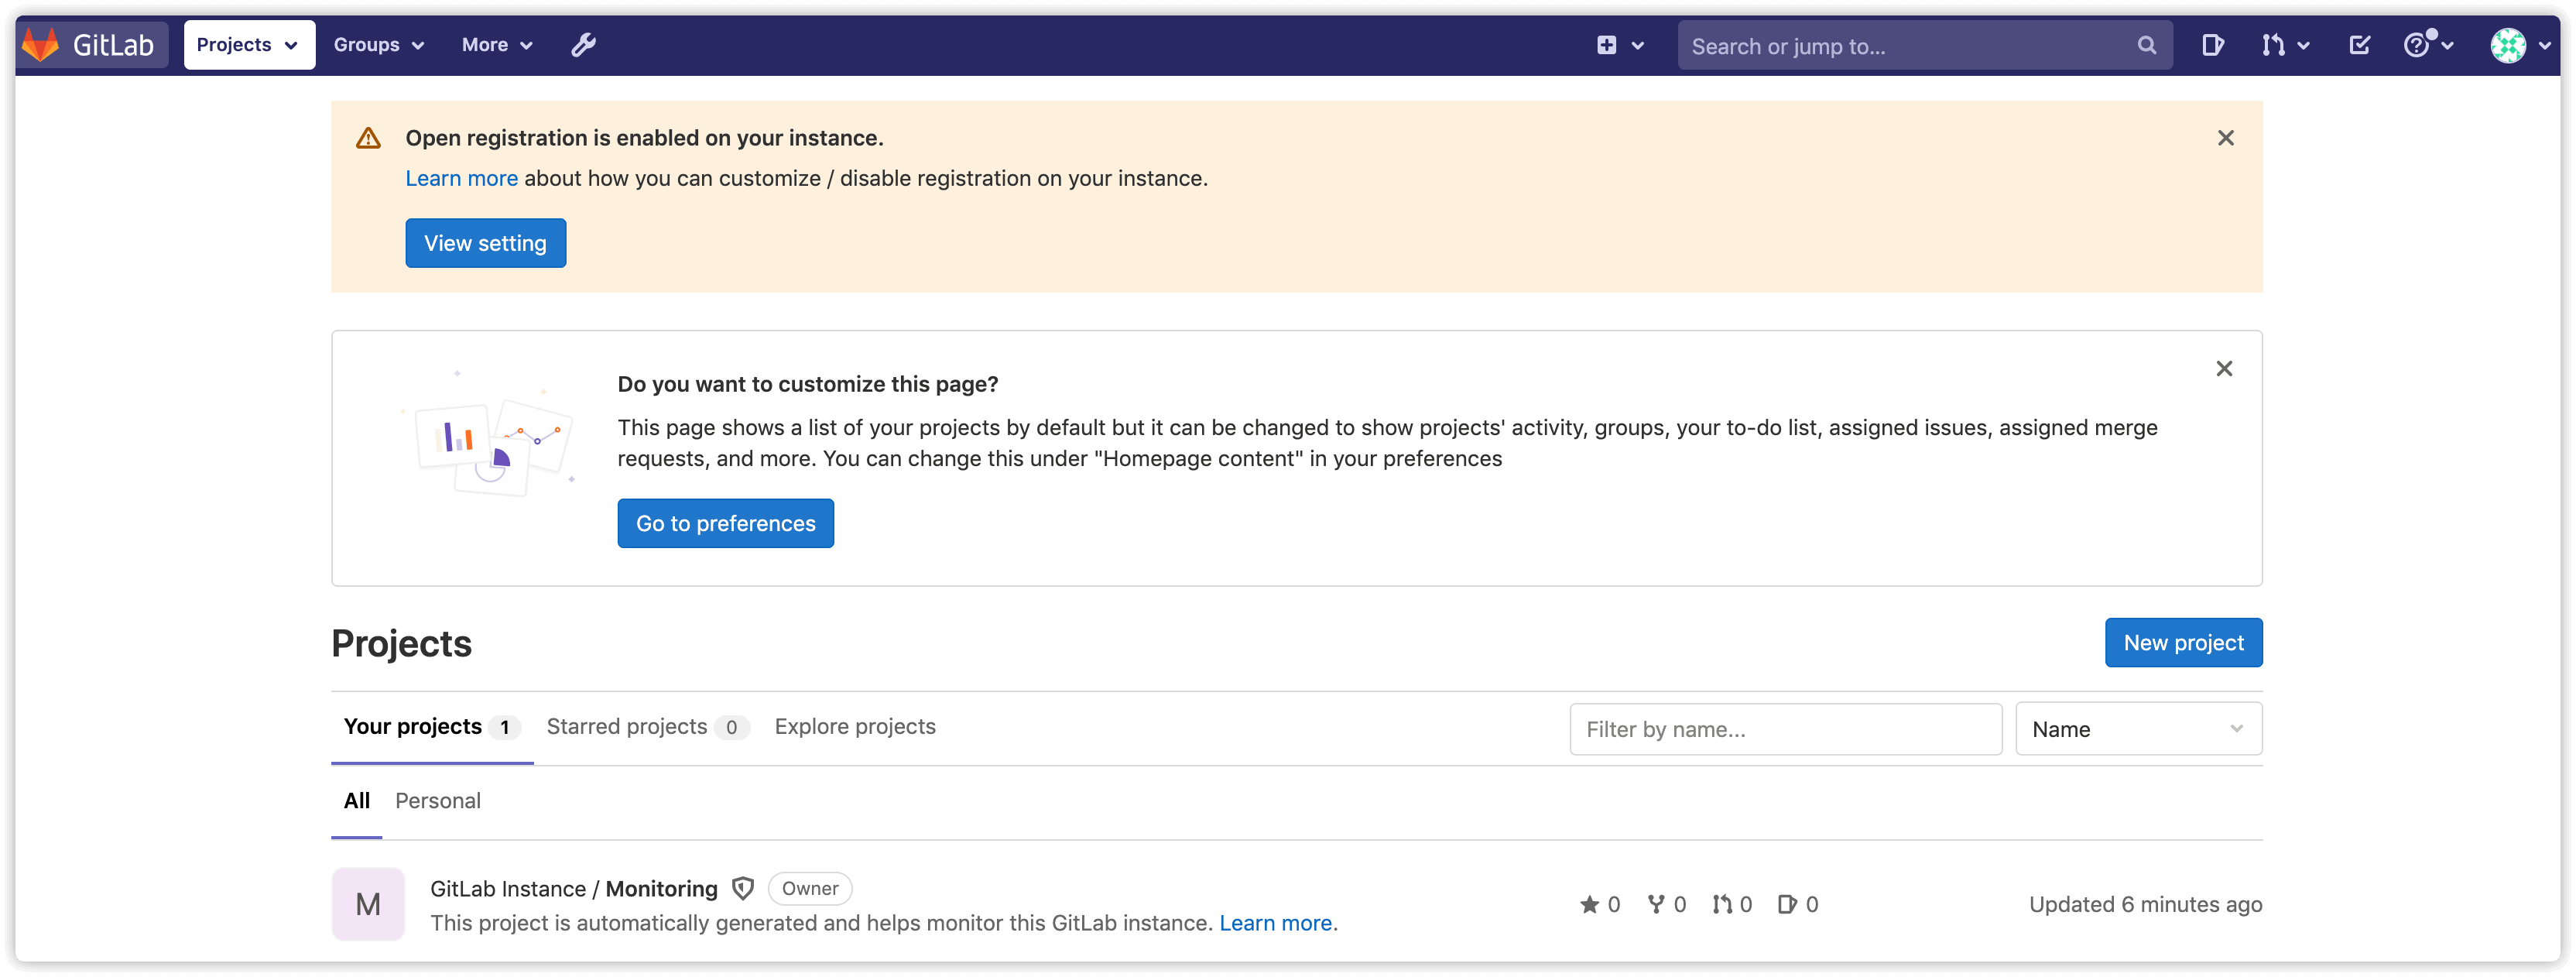 GitLab Projects Groups More Search or jump to...
Open registration is enabled on your instance.
Learn more about how you can customize / disable registration on your instance.
View setting
Do you want to customize this page?
This page shows a list of your projects by default but it can be changed to show projects' activity, groups, your to-do list, assigned issues, assigned merge
requests, and more. You can change this under "Homepage content" in your preferences
Go to preferences
Projects
New project
Your projects 1 Starred projects 0 Explore projects Filter by name... Name
All Personal
M
GitLab Instance / Monitoring Owner
0 0 0 0 Updated 6 minutes ago
This project is automatically generated and helps monitor this GitLab instance. Learn more.